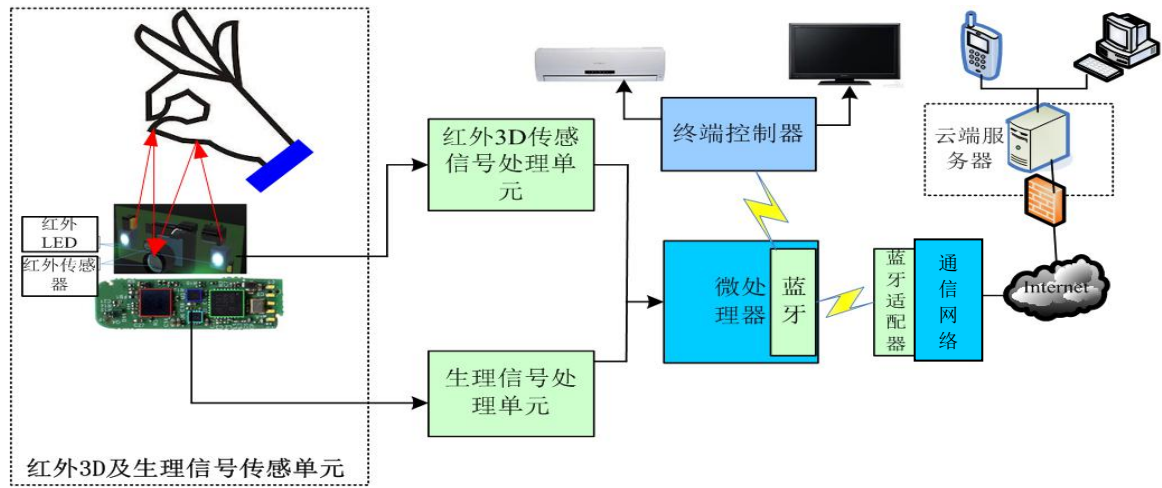 红外
LED
红外传感
器
红外3D及生理信号传感单元
红外3D传感
信号处理单
元
生理信号处
理单元
终端控制器
微处
理器
蓝牙
蓝牙适配器
通信网络
云端服
务器
Internet